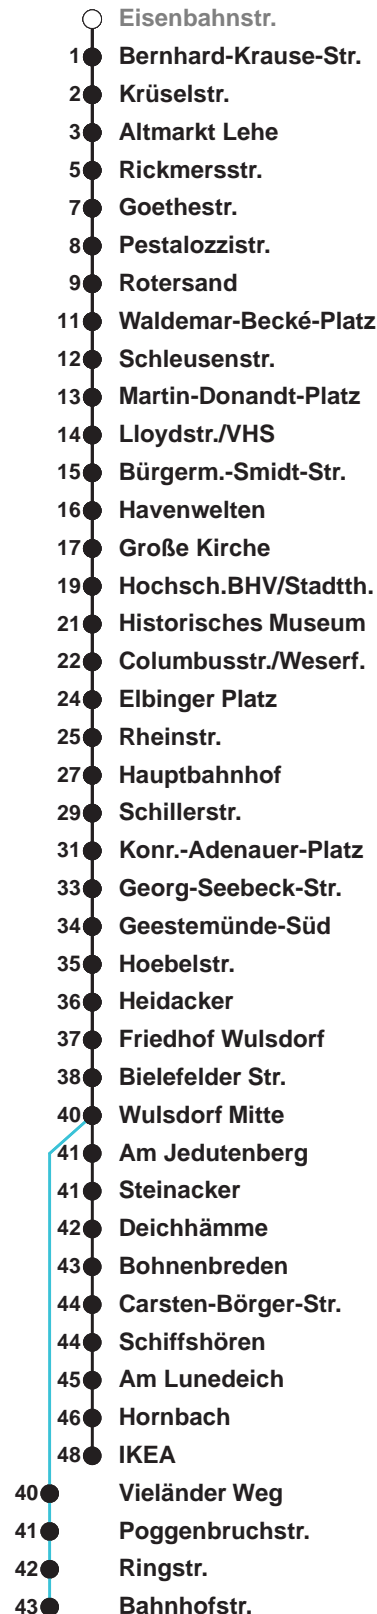 Eisenbahnstr.
1 Bernhard-Krause-Str.
2 Krüselstr.
3 Altmarkt Lehe
5 Rickmersstr.
7 Goethestr.
8 Pestalozzistr.
9 Rotersand
11 Waldemar-Becké-Platz
12 Schleusenstr.
13 Martin-Donandt-Platz
14 Lloydstr./VHS
15 Bürgerm.-Smidt-Str.
16 Havenwelten
17 Große Kirche
19 Hochsch.BHV/Stadtth.
21 Historisches Museum
22 Columbusstr./Weserf.
24 Elbinger Platz
25 Rheinstr.
27 Hauptbahnhof
29 Schillerstr.
31 Konr.-Adenauer-Platz
33 Georg-Seebeck-Str.
34 Geestemünde-Süd
35 Hoebelstr.
36 Heidacker
37 Friedhof Wulsdorf
38 Bielefelder Str.
40 Wulsdorf Mitte
41 Am Jedutenberg
41 Steinacker
42 Deichhämme
43 Bohnenbreden
44 Carsten-Börger-Str.
44 Schiffshören
45 Am Lunedeich
46 Hornbach
48 IKEA
40 Vieländer Weg
41 Poggenbruchstr.
42 Ringstr.
43 Bahnhofstr.